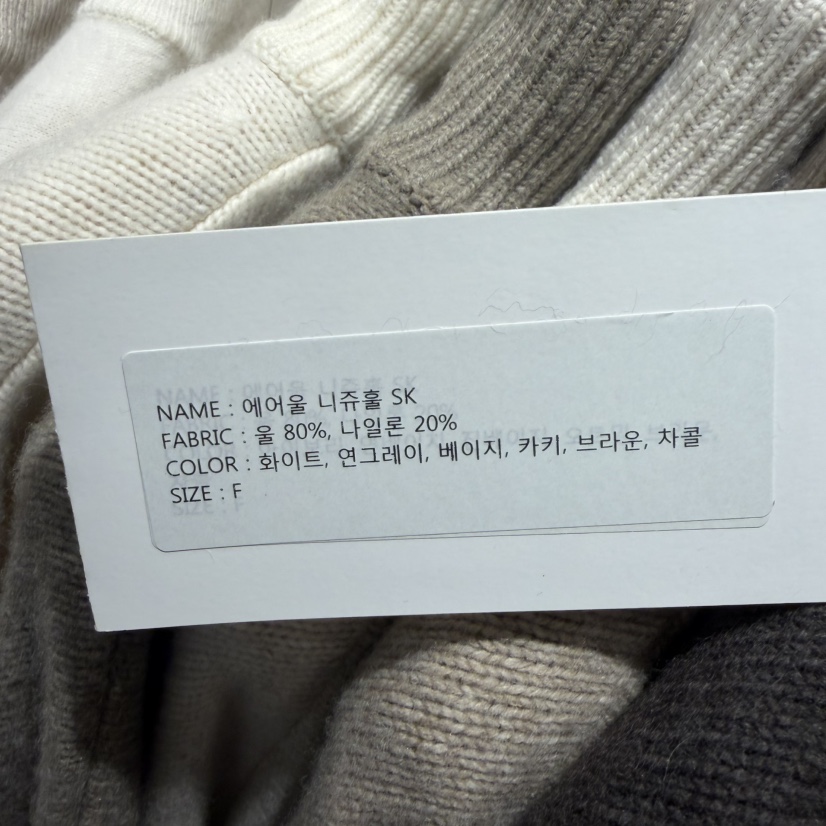 NAME : 에어울 니쥬홀 SK
FABRIC : 울 80%, 나일론 20%
COLOR : 화이트, 연그레이, 베이지, 카키, 브라운, 차콜
SIZE : F